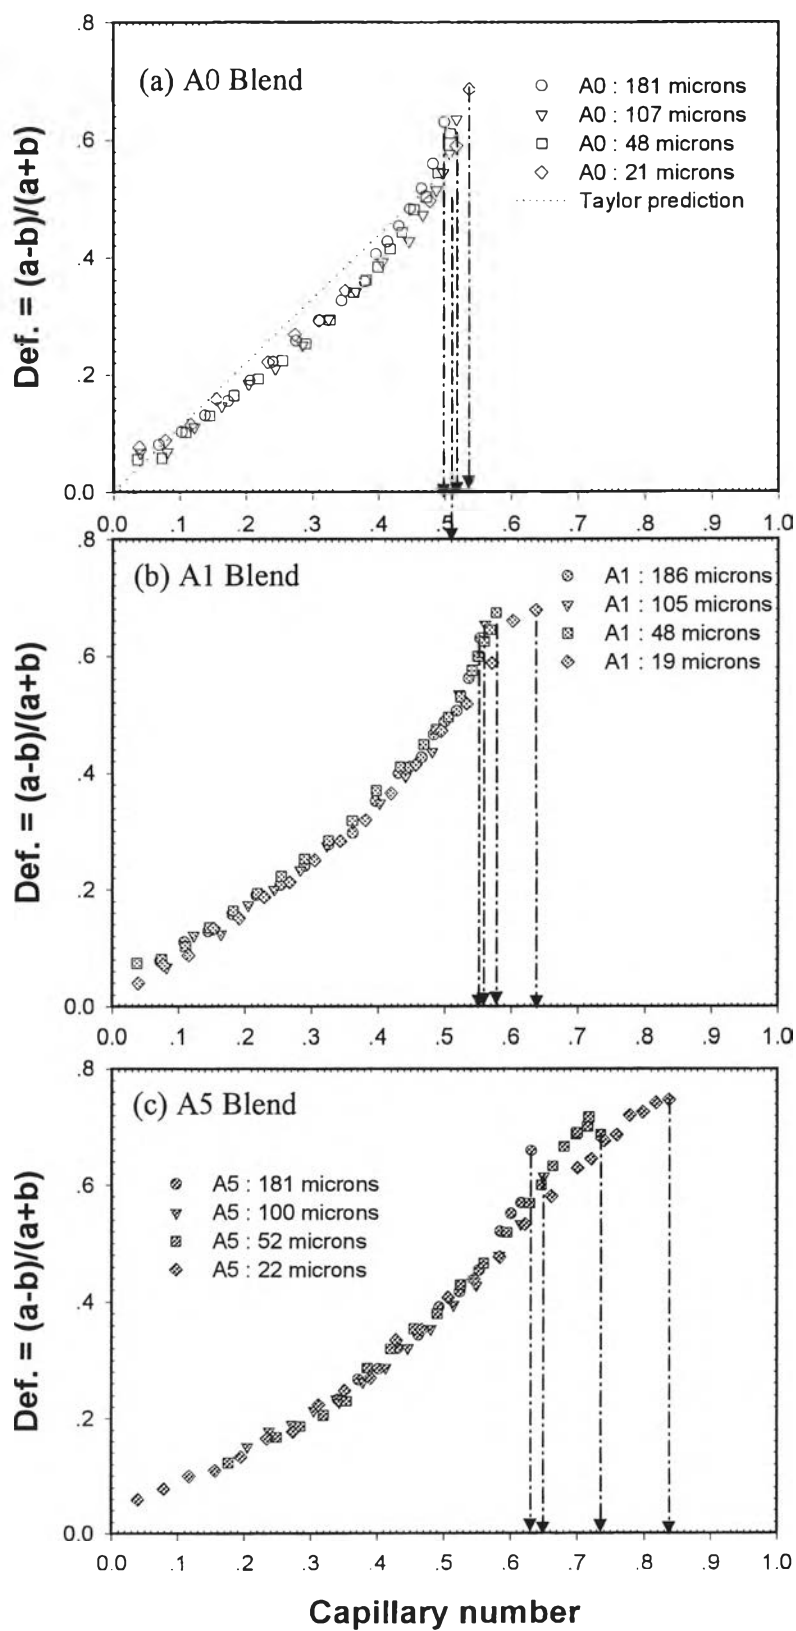 (a) A0 Blend
A0 : 181 microns
A0 : 107 microns
A0 : 48 microns
A0 : 21 microns
Taylor prediction
Def. = (a-b)/(a+b)
.8
.6
.4
.2
0.0
0.0 .1 .2 .3 .4 .5 .6 .7 .8 .9 1.0
(b) A1 Blend
A1 : 186 microns
A1 : 105 microns
A1 : 48 microns
A1 : 19 microns
Def. = (a-b)/(a+b)
.8
.6
.4
.2
0.0
0.0 .1 .2 .3 .4 .5 .6 .7 .8 .9 1.0
(c) A5 Blend
A5 : 181 microns
A5 : 100 microns
A5 : 52 microns
A5 : 22 microns
Def. = (a-b)/(a+b)
.8
.6
.4
.2
0.0
0.0 .1 .2 .3 .4 .5 .6 .7 .8 .9 1.0
Capillary number